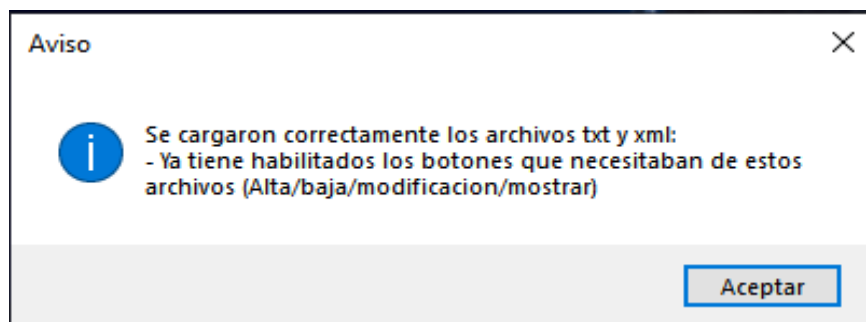 Aviso
Se cargaron correctamente los archivos txt y xml:
- Ya tiene habilitados los botones que necesitaban de estos
archivos (Alta/baja/modificacion/mostrar)
Aceptar